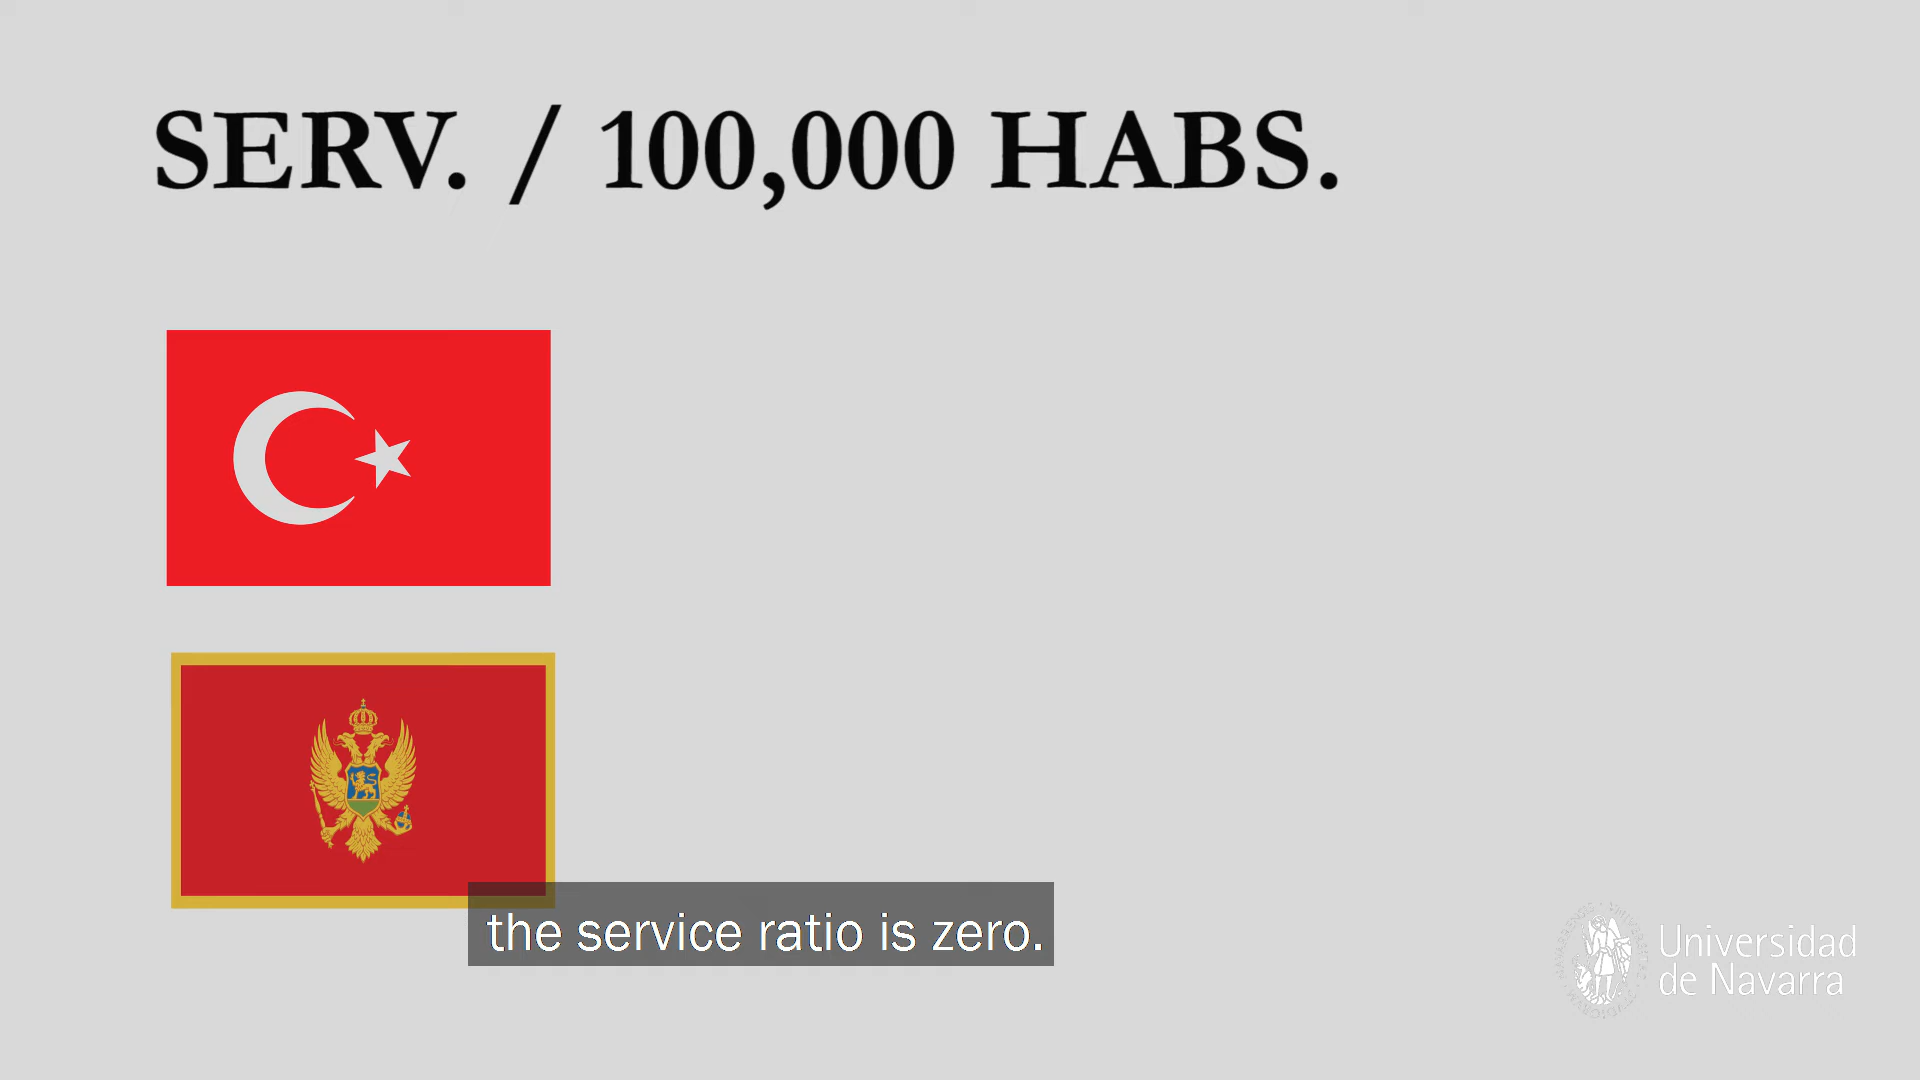 SERV. / 100,000 HABS.
the service ratio is zero.
Universidad
de Navarra